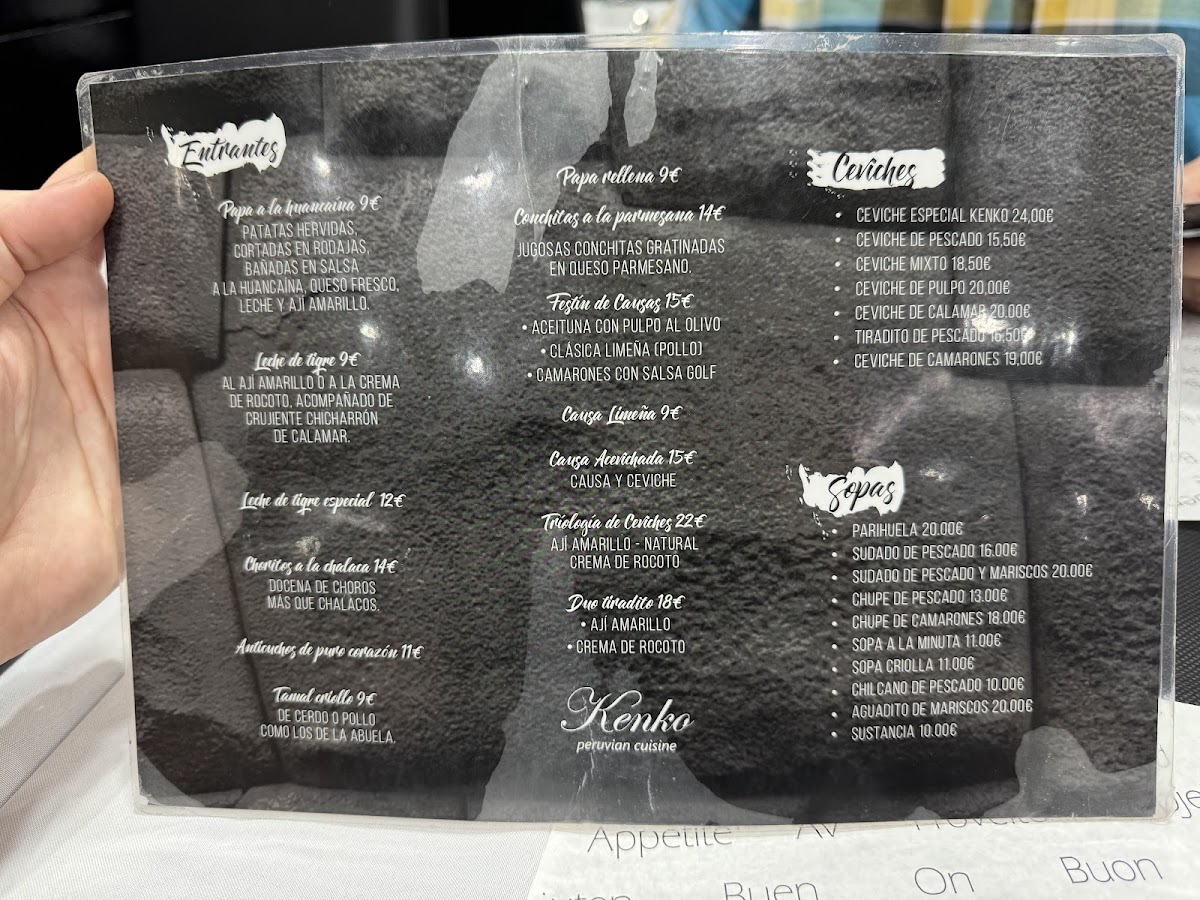 Entrantes
Papa a la huancaina 9€
PATATAS HERVIDAS,
CORTADAS EN RODAJAS,
BAÑADAS EN SALSA
A LA HUANCAÍNA, QUESO FRESCO,
LECHE Y AJÍ AMARILLO.
Leche de tigre 9€
AL AJÍ AMARILLO O A LA CREMA
DE ROCOTO, ACOMPAÑADO DE
CRUJIENTE CHICHARRÓN
DE CALAMAR.
Leche de tigre especial 12€
Choritos a la chalaca 14€
DOCENA DE CHOROS
MÁS QUE CHALACOS.
Anticuchos de puro corazón 11€
Tamal criollo 9€
DE CERDO O POLLO
COMO LOS DE LA ABUELA.
Papa rellena 9€
Conchitas a la parmesana 14€
JUGOSAS CONCHITAS GRATINADAS
EN QUESO PARMESANO.
Festín de Causas 15€
• ACEITUNA CON PULPO AL OLIVO
• CLÁSICA LIMEÑA (POLLO)
• CAMARONES CON SALSA GOLF
Causa Limeña 9€
Causa Acevichada 15€
CAUSA Y CEVICHE
Triología de Ceviches 22€
AJÍ AMARILLO - NATURAL
CREMA DE ROCOTO
Duo tiradito 18€
• AJÍ AMARILLO
• CREMA DE ROCOTO
Kenko
peruvian cuisine
Ceviches
• CEVICHE ESPECIAL KENKO 24,00€
• CEVICHE DE PESCADO 15,50€
• CEVICHE MIXTO 18,50€
• CEVICHE DE PULPO 20,00€
• CEVICHE DE CALAMAR 20,00€
• TIRADITO DE PESCADO
• CEVICHE DE CAMARONES 19,00€
Sopas
• PARIHUELA 20.00€
• SUDADO DE PESCADO 16.00€
• SUDADO DE PESCADO Y MARISCOS 20.00€
• CHUPE DE PESCADO 13.00€
• CHUPE DE CAMARONES 18.00€
• SOPA A LA MINUTA 11.00€
• SOPA CRIOLLA 11.00€
• CHILCANO DE PESCADO 10.00€
• AGUADITO DE MARISCOS 20.00€
• SUSTANCIA 10.00€
Appetite
Buen On Buon